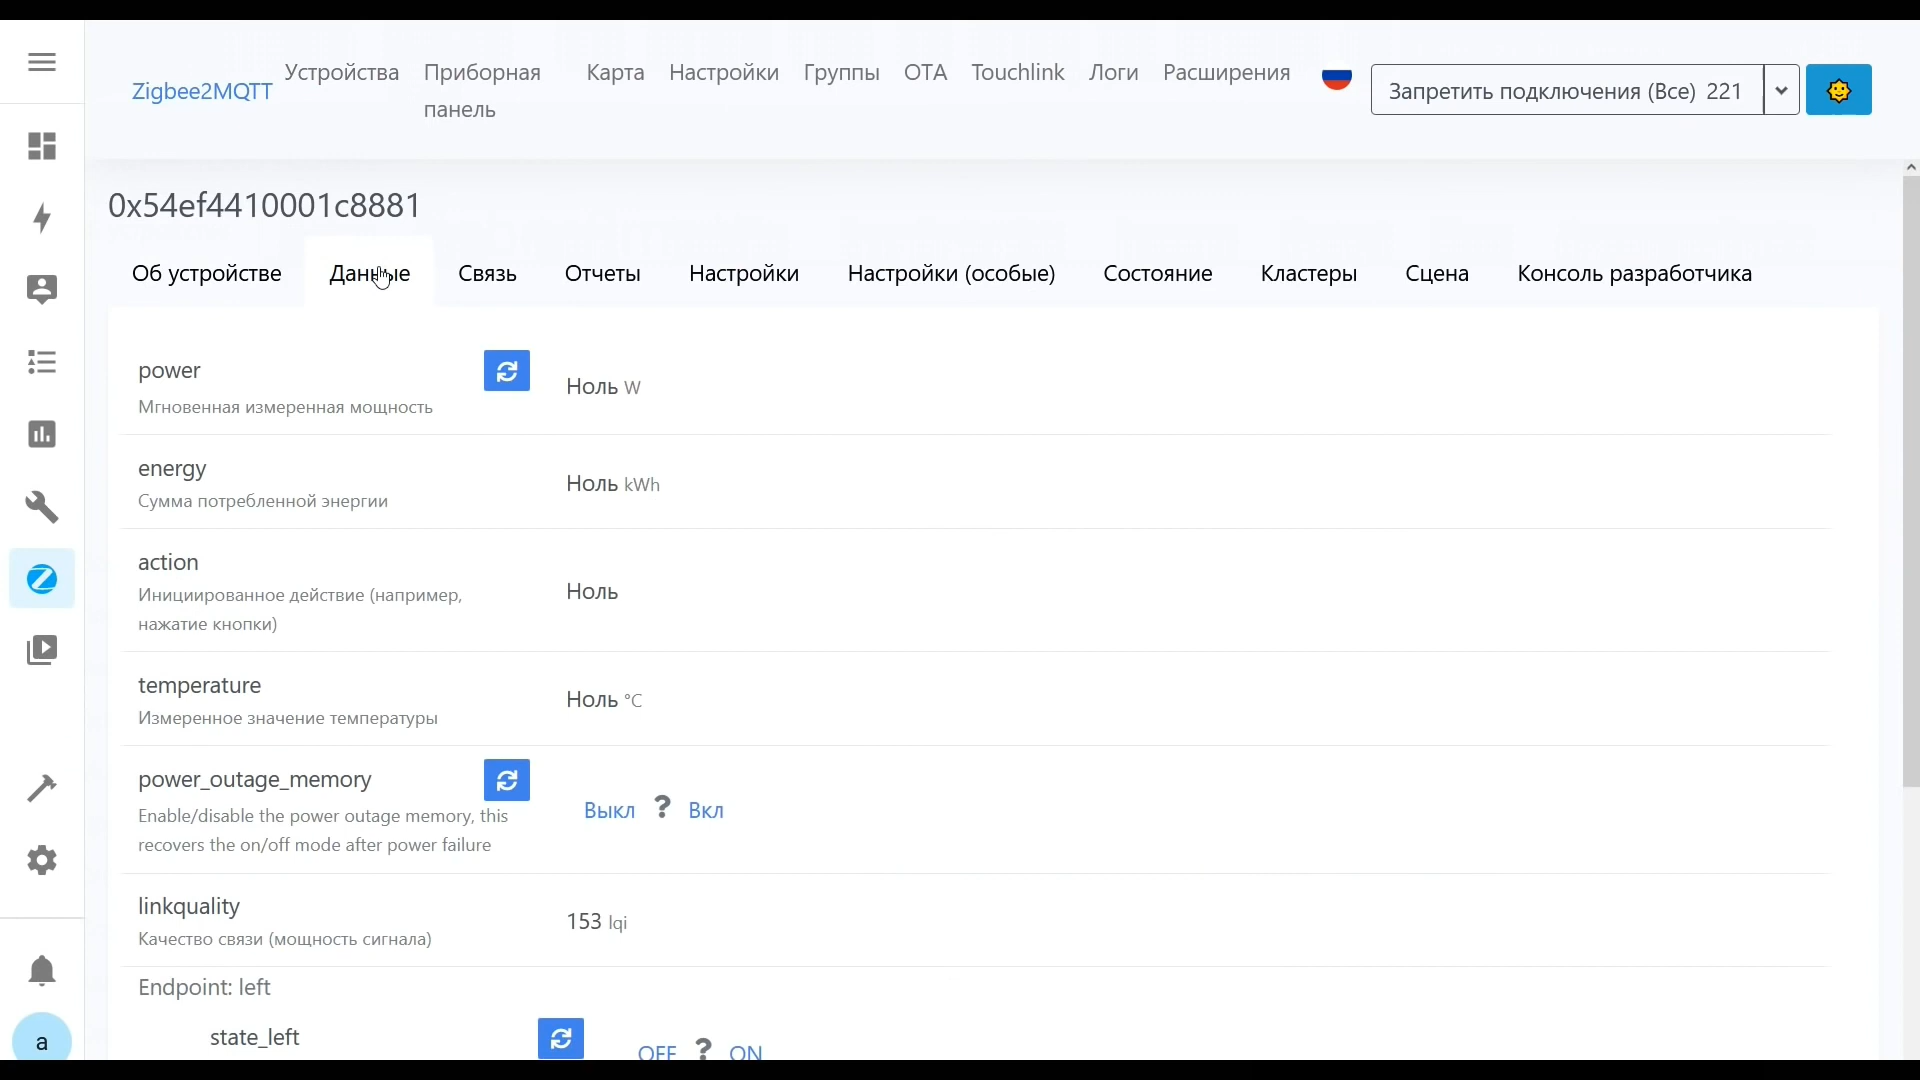 Zigbee2MQTT
Устройства
Приборная
панель
Карта
Настройки
Группы
OTA
Touchlink
Логи
Расширения
Запретить подключения (Все) 221
0x54ef4410001c8881
Об устройстве
Данные
Связь
Отчеты
Настройки
Настройки (особые)
Состояние
Кластеры
Сцена
Консоль разработчика
power
Мгновенная измеренная мощность
Ноль W
energy
Сумма потребленной энергии
Ноль kWh
action
Инициированное действие (например,
нажатие кнопки)
Ноль
temperature
Измеренное значение температуры
Ноль °C
power_outage_memory
Enable/disable the power outage memory, this
recovers the on/off mode after power failure
Выкл ? Вкл
linkquality
Качество связи (мощность сигнала)
153 lqi
Endpoint: left
state_left
OFF ? ON
a